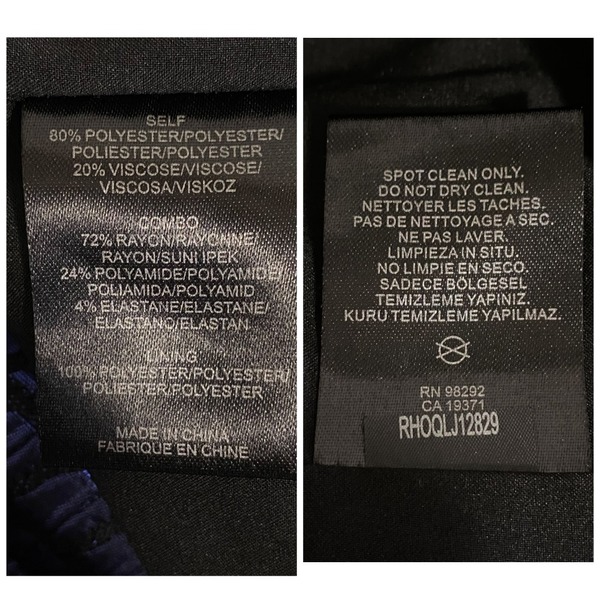 SELF
80% POLYESTER/POLYESTER/
POLIESTER/POLYESTER
20% VISCOSE/VISCOSE/
VISCOSA/VISKOZ
COMBO
72% RAYON/RAYONNE/
RAYON/SUNI IPEK
24% POLYAMIDE/POLYAMIDE/
POLIAMIDA/POLYAMID
4% ELASTANE/ELASTANE/
ELASTANO/ELASTAN
LINING
100% POLYESTER/POLYESTER/
POLIESTER/POLYESTER
MADE IN CHINA
FABRIQUE EN CHINE
SPOT CLEAN ONLY.
DO NOT DRY CLEAN.
NETTOYER LES TACHES.
PAS DE NETTOYAGE A SEC.
NE PAS LAVER.
LIMPIEZA IN SITU.
NO LIMPIE EN SECO.
SADECE BÖLGESEL
TEMIZLEME YAPINIZ.
KURU TEMIZLEME YAPILMAZ.
RN 98292
CA 19371
RHOQLJ12829